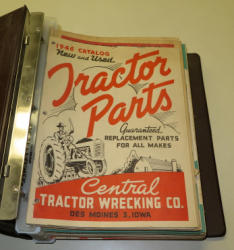 1946 CATALOG
New and Used
Tractor
Parts
Guaranteed
REPLACEMENT PARTS
FOR ALL MAKES
Central
TRACTOR WRECKING CO.
DES MOINES 3, IOWA